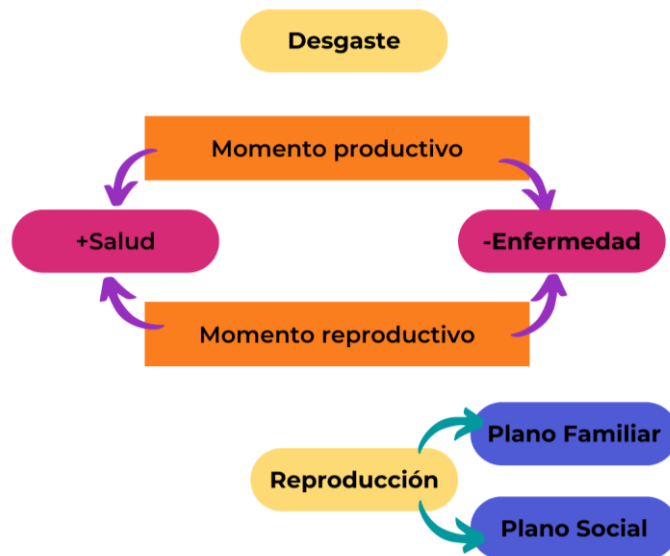 Desgaste
Momento productivo
+Salud
-Enfermedad
Momento reproductivo
Plano Familiar
Reproducción
Plano Social